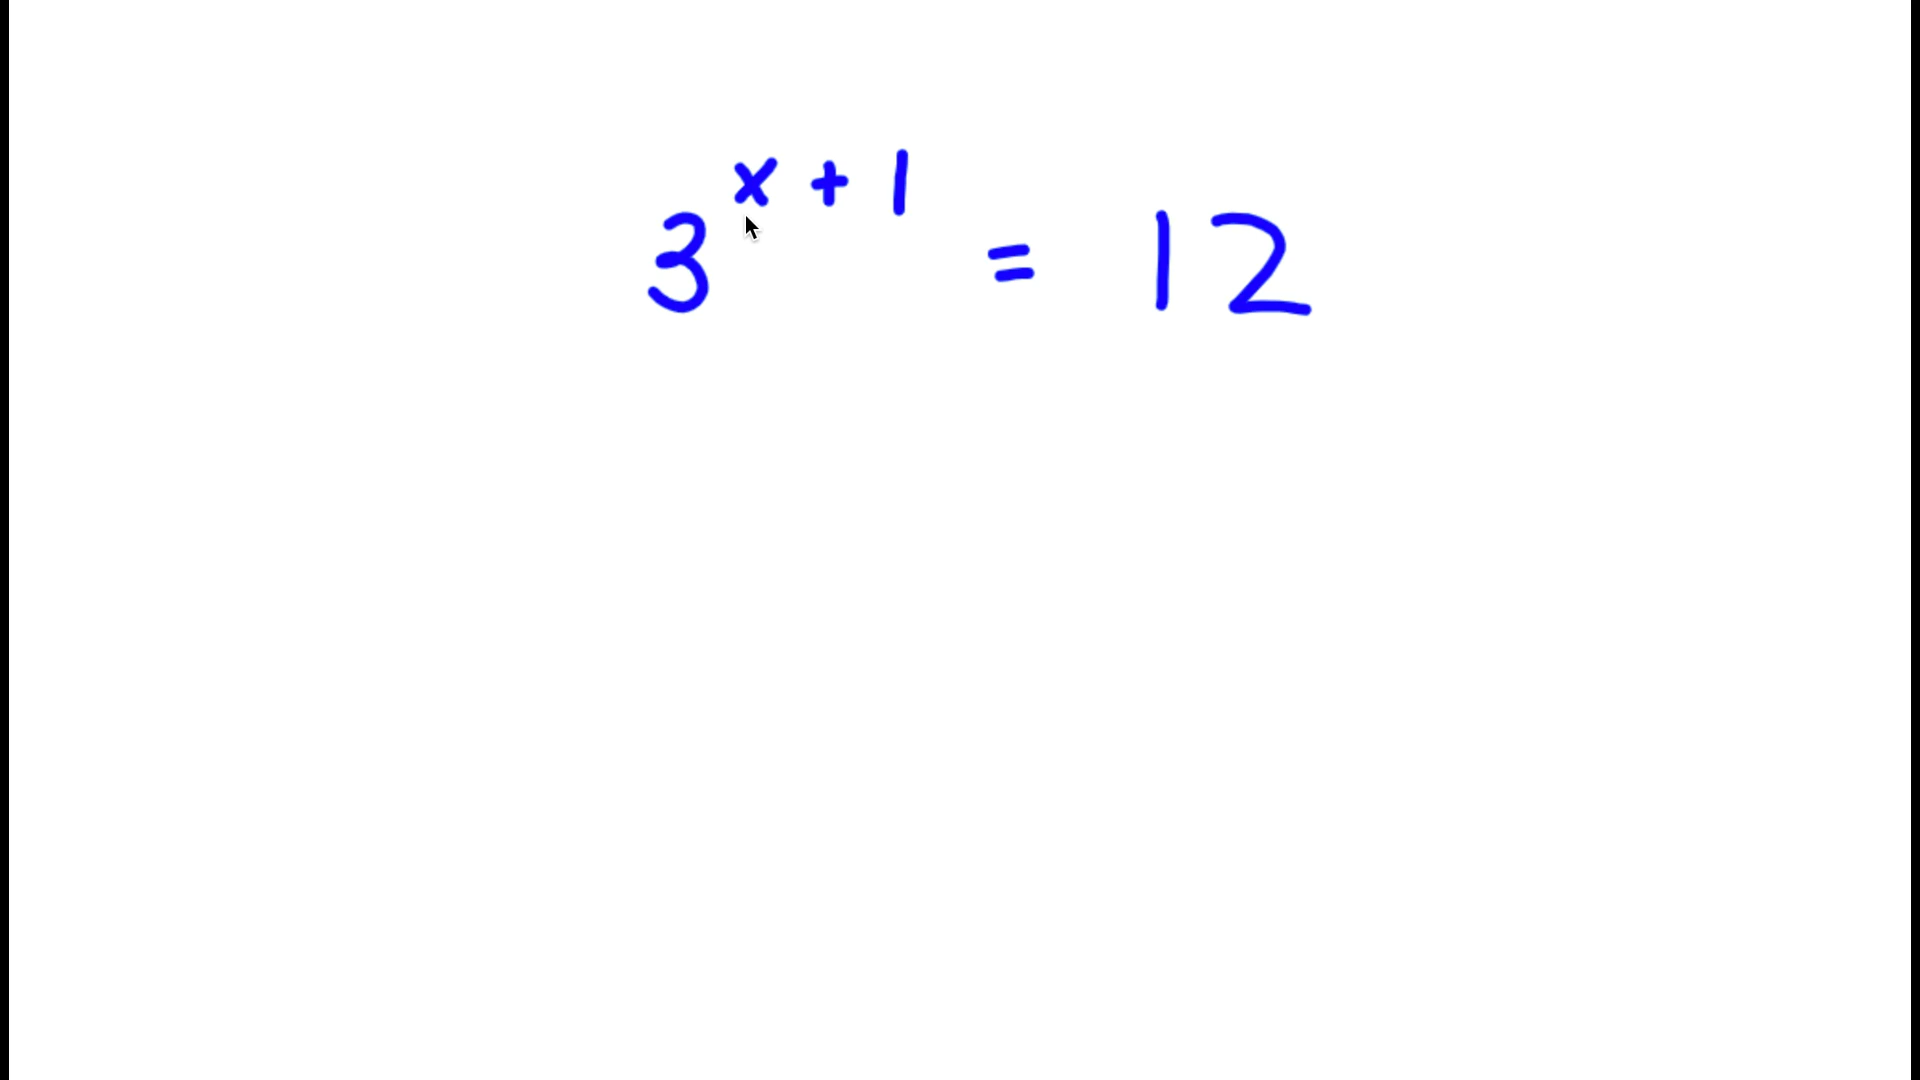 3^{x + 1} = 12